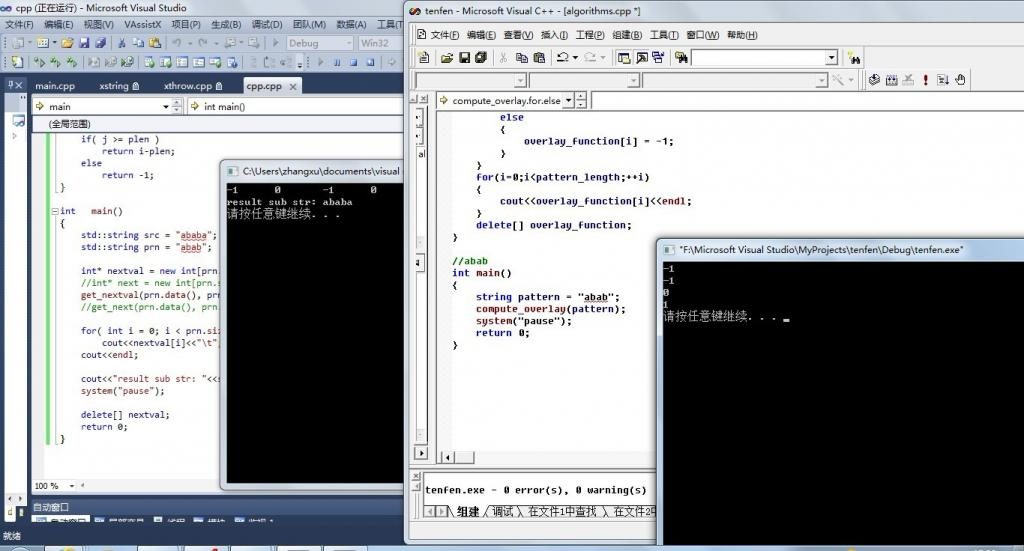 cpp (正在运行) - Microsoft Visual Studio
文件(F) 编辑(E) 视图(V) VAssistX 项目(P) 生成(B) 调试(D) 团队(M) 数据(A) 工具(T
Debug Win32
main.cpp xstring xthrow.cpp cpp.cpp
main int main()
(全局范围)
if( j >= plen )
return i-plen;
else
return -1;
}
int main()
{
std::string src = "ababa";
std::string prn = "abab";
int* nextval = new int[prn.
//int* next = new int[prn.s
get_nextval(prn.data(), prn
//get_next(prn.data(), prn.
for( int i = 0; i < prn.siz
cout<<nextval[i]<<"\t"
cout<<endl;
cout<<"result sub str: "<<s
system("pause");
delete[] nextval;
return 0;
}
100 %
自动窗口
就绪
C:\Users\zhangxu\documents\visual
-1 0 -1 0
result sub str: ababa
请按任意键继续. . .
tenfen - Microsoft Visual C++ - [algorithms.cpp *]
文件(F) 编辑(E) 查看(V) 插入(I) 工程(P) 组建(B) 工具(T) 窗口(W) 帮助(H)
compute_overlay.for.else
al
else
{
overlay_function[i] = -1;
}
}
for(i=0;i<pattern_length;++i)
{
cout<<overlay_function[i]<<endl;
}
delete[] overlay_function;
}
//abab
int main()
{
string pattern = "abab";
compute_overlay(pattern);
system("pause");
return 0;
}
tenfen.exe - 0 error(s), 0 warning(s)
组建 调试 在文件1中查找 在文件2中
"F:\Microsoft Visual Studio\MyProjects\tenfen\Debug\tenfen.exe"
-1
-1
0
1
请按任意键继续. . .